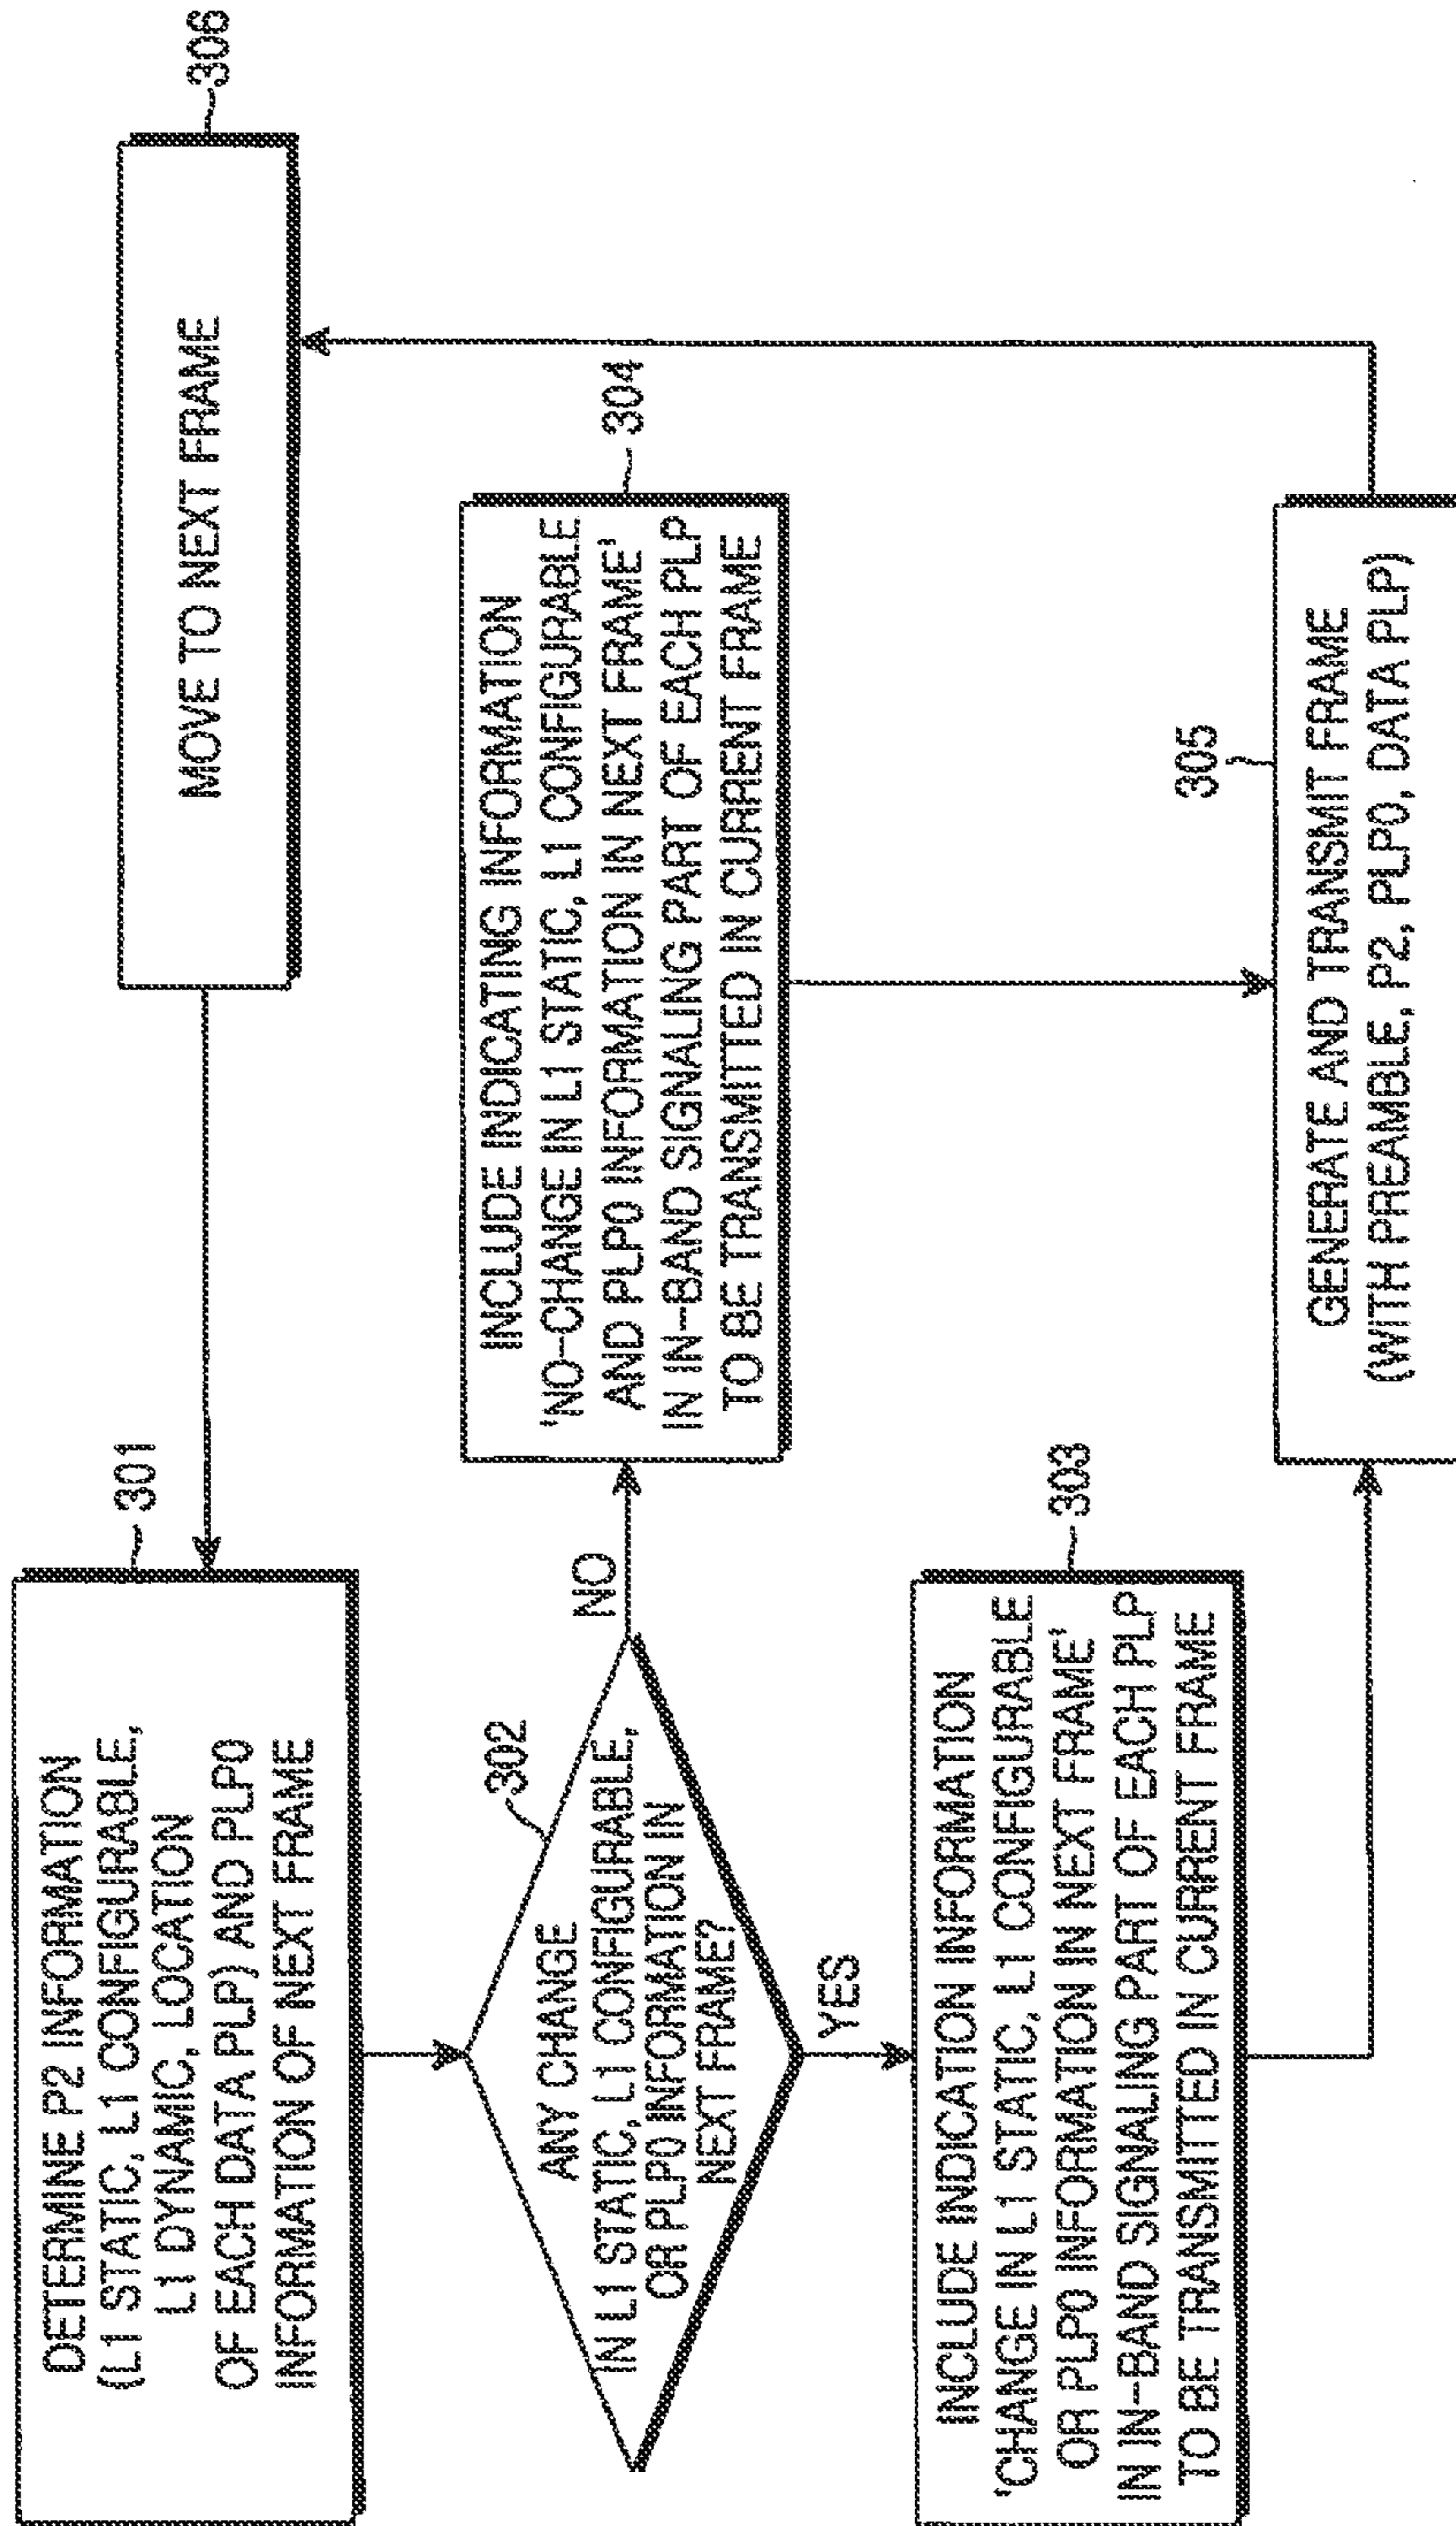 DETERMINE P2 INFORMATION
(L1 STATIC, L1 CONFIGURABLE,
L1 DYNAMIC, LOCATION
OF EACH DATA PLP) AND PLP0
INFORMATION OF NEXT FRAME
301
MOVE TO NEXT FRAME
306
ANY CHANGE
IN L1 STATIC, L1 CONFIGURABLE,
OR PLP0 INFORMATION IN
NEXT FRAME?
302
NO
YES
INCLUDE INDICATING INFORMATION
'NO-CHANGE IN L1 STATIC, L1 CONFIGURABLE
AND PLP0 INFORMATION IN NEXT FRAME'
IN IN-BAND SIGNALING PART OF EACH PLP
TO BE TRANSMITTED IN CURRENT FRAME
304
INCLUDE INDICATION INFORMATION
'CHANGE IN L1 STATIC, L1 CONFIGURABLE
OR PLP0 INFORMATION IN NEXT FRAME'
IN IN-BAND SIGNALING PART OF EACH PLP
TO BE TRANSMITTED IN CURRENT FRAME
303
305
GENERATE AND TRANSMIT FRAME
(WITH PREAMBLE, P2, PLP0, DATA PLP)